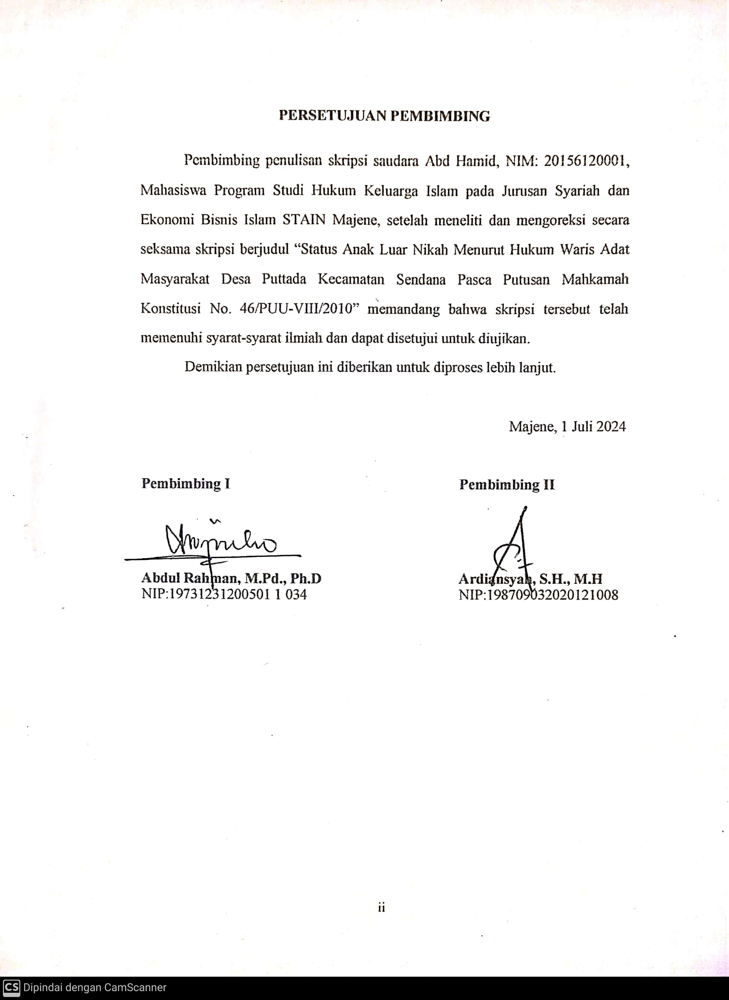 PERSETUJUAN PEMBIMBING
Pembimbing penulisan skripsi saudara Abd Hamid, NIM: 20156120001,
Mahasiswa Program Studi Hukum Keluarga Islam pada Jurusan Syariah dan
Ekonomi Bisnis Islam STAIN Majene, setelah meneliti dan mengoreksi secara
seksama skripsi berjudul “Status Anak Luar Nikah Menurut Hukum Waris Adat
Masyarakat Desa Puttada Kecamatan Sendana Pasca Putusan Mahkamah
Konstitusi No. 46/PUU-VIII/2010” memandang bahwa skripsi tersebut telah
memenuhi syarat-syarat ilmiah dan dapat disetujui untuk diujikan.
Demikian persetujuan ini diberikan untuk diproses lebih lanjut.
Majene, 1 Juli 2024
Pembimbing I
Pembimbing II
Abdul Rahman, M.Pd., Ph.D
Ardiansyah, S.H., M.H
NIP:19731231200501 1 034
NIP:198709032020121008
ii
CS Dipindai dengan CamScanner